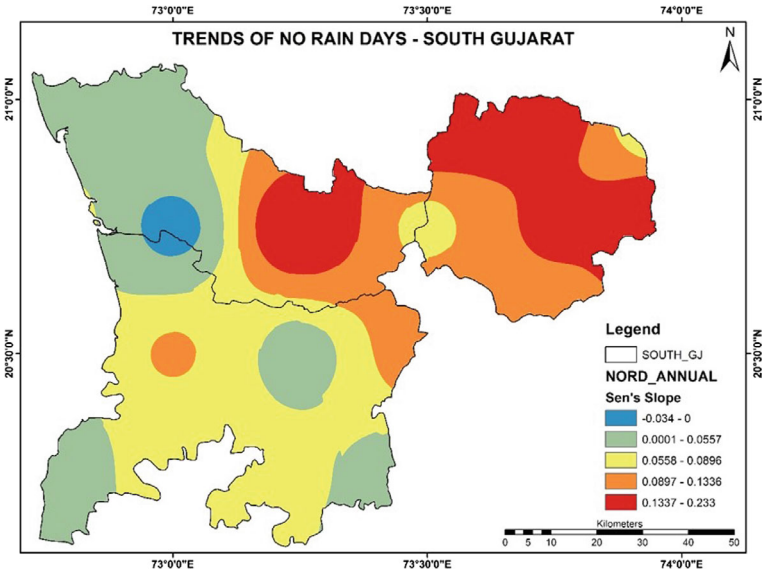 73°0'0"E 73°30'0"E 74°0'0"E
TRENDS OF NO RAIN DAYS - SOUTH GUJARAT
N
21°0'0"N 21°0'0"N
20°30'0"N 20°30'0"N
Legend
SOUTH_GJ
NORD_ANNUAL
Sen's Slope
-0.034 - 0
0.0001 - 0.0557
0.0558 - 0.0896
0.0897 - 0.1336
0.1337 - 0.233
Kilometers
0 5 10 20 30 40 50
73°0'0"E 73°30'0"E 74°0'0"E